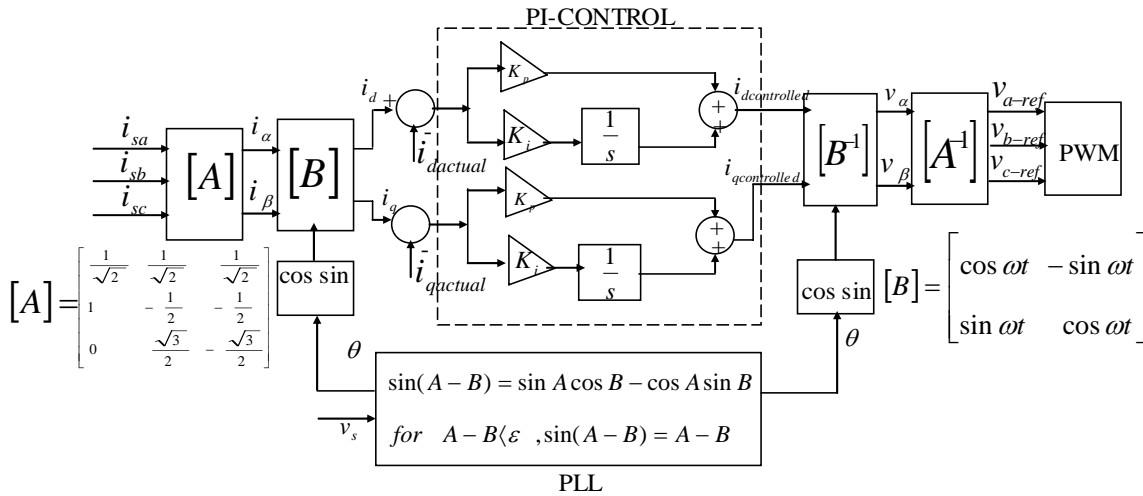 PI-CONTROL
K_p
i_d +
i_dcontrolled
v_α
v_a-ref
i_sa
i_α
+
+
K_i
1/s
i_sb
[A]
[B]
-
i_dactual
[B^-1]
[A^-1]
v_b-ref
PWM
i_sc
i_β
i_q
K_p
i_qcontrolled
v_β
v_c-ref
-
i_qactual
K_i
1/s
+
+
cos sin
cos sin
[A] = [1/√2 1/√2 1/√2
1 -1/2 -1/2
0 √3/2 -√3/2]
[B] = [cos ωt -sin ωt
sin ωt cos ωt]
θ
θ
sin(A − B) = sin A cos B − cos A sin B
v_s
for A − B⟨ε ,sin(A − B) = A − B
PLL